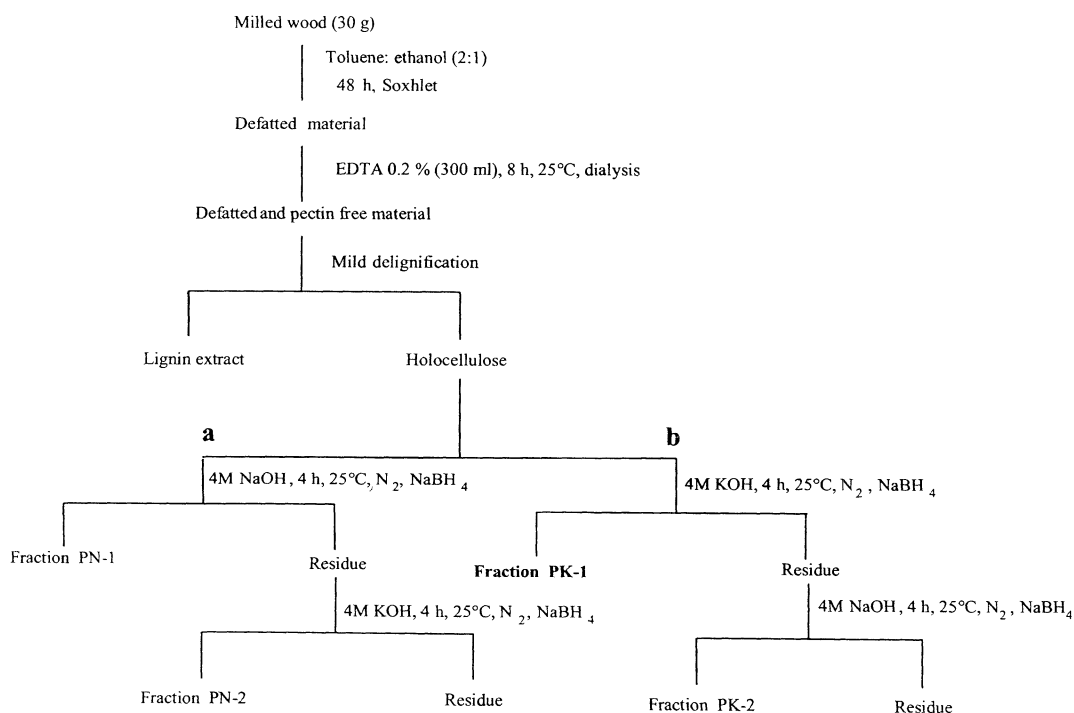 Milled wood (30 g)
Toluene: ethanol (2:1)
48 h, Soxhlet
Defatted material
EDTA 0.2 % (300 ml), 8 h, 25°C, dialysis
Defatted and pectin free material
Mild delignification
Lignin extract
Holocellulose
a
b
4M NaOH, 4 h, 25°C, N2, NaBH4
4M KOH, 4 h, 25°C, N2, NaBH4
Fraction PN-1
Residue
Fraction PK-1
Residue
4M KOH, 4 h, 25°C, N2, NaBH4
4M NaOH, 4 h, 25°C, N2, NaBH4
Fraction PN-2
Residue
Fraction PK-2
Residue